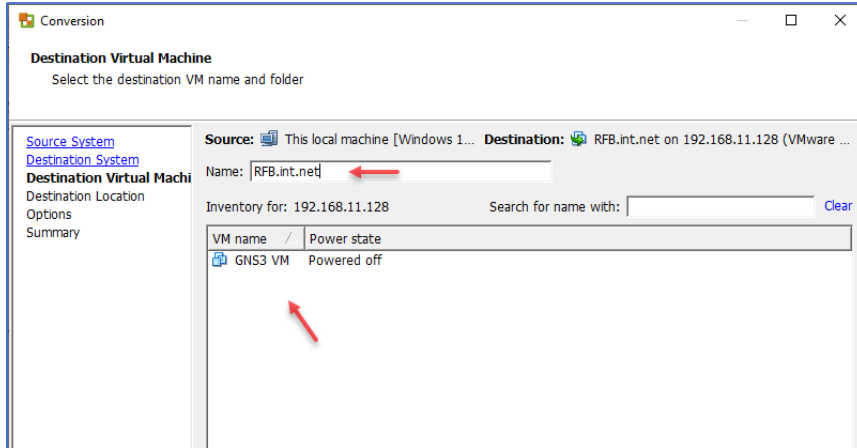 Conversion
Destination Virtual Machine
Select the destination VM name and folder
Source System
Destination System
Destination Virtual Machi
Destination Location
Options
Summary
Source: This local machine [Windows 1... Destination: RFB.int.net on 192.168.11.128 (VMware ...
Name: RFB.int.net
Inventory for: 192.168.11.128 Search for name with: Clear
VM name Power state
GNS3 VM Powered off